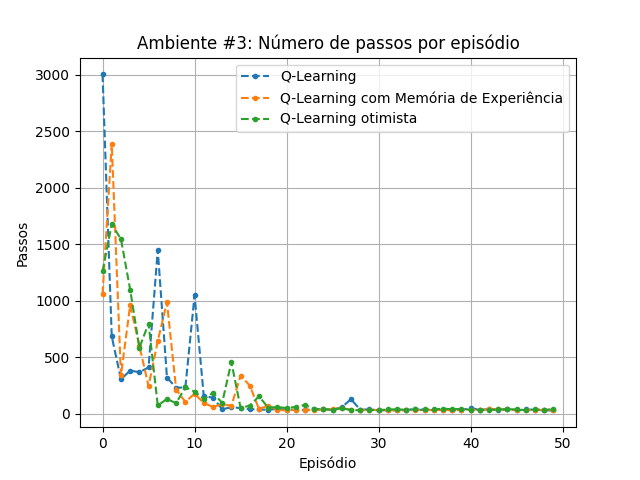 Ambiente #3: Número de passos por episódio
Q-Learning
Q-Learning com Memória de Experiência
Q-Learning otimista
3000
2500
2000
1500
1000
500
0
Passos
0 10 20 30 40 50
Episódio